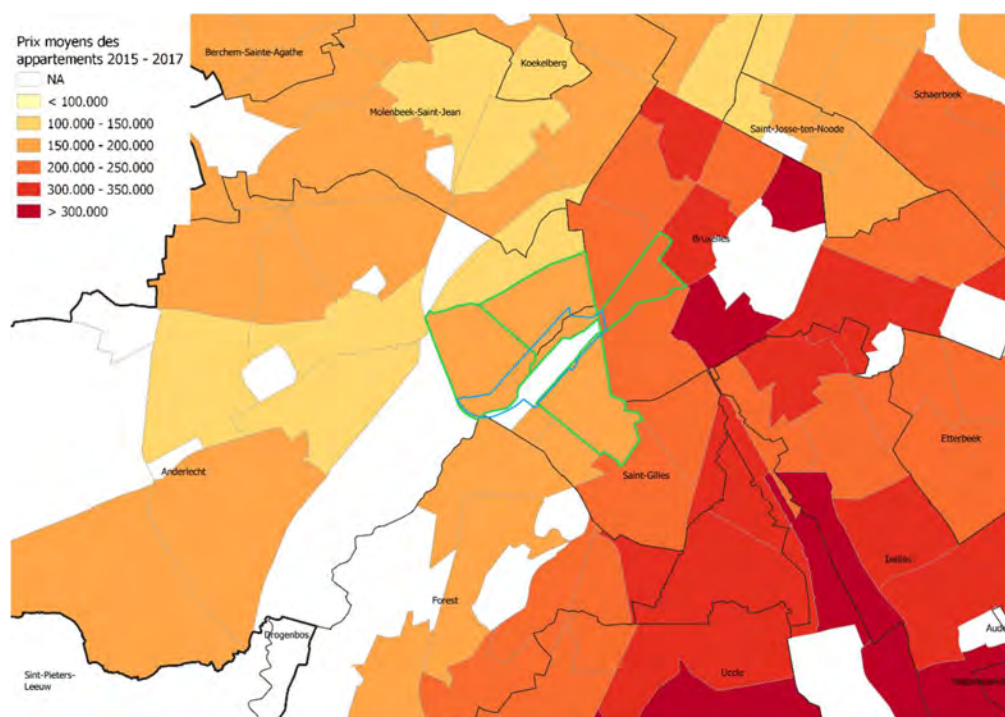 Prix moyens des
appartements 2015 - 2017
NA
< 100.000
100.000 - 150.000
150.000 - 200.000
200.000 - 250.000
300.000 - 350.000
> 300.000
Berchem-Sainte-Agathe
Koekelberg
Molenbeek-Saint-Jean
Schaerbeek
Saint-Josse-ten-Noode
Bruxelles
Etterbeek
Anderlecht
Saint-Gilles
Ixelles
Forest
Drogenbos
Aude
Uccle
Sint-Pieters-
Leeuw